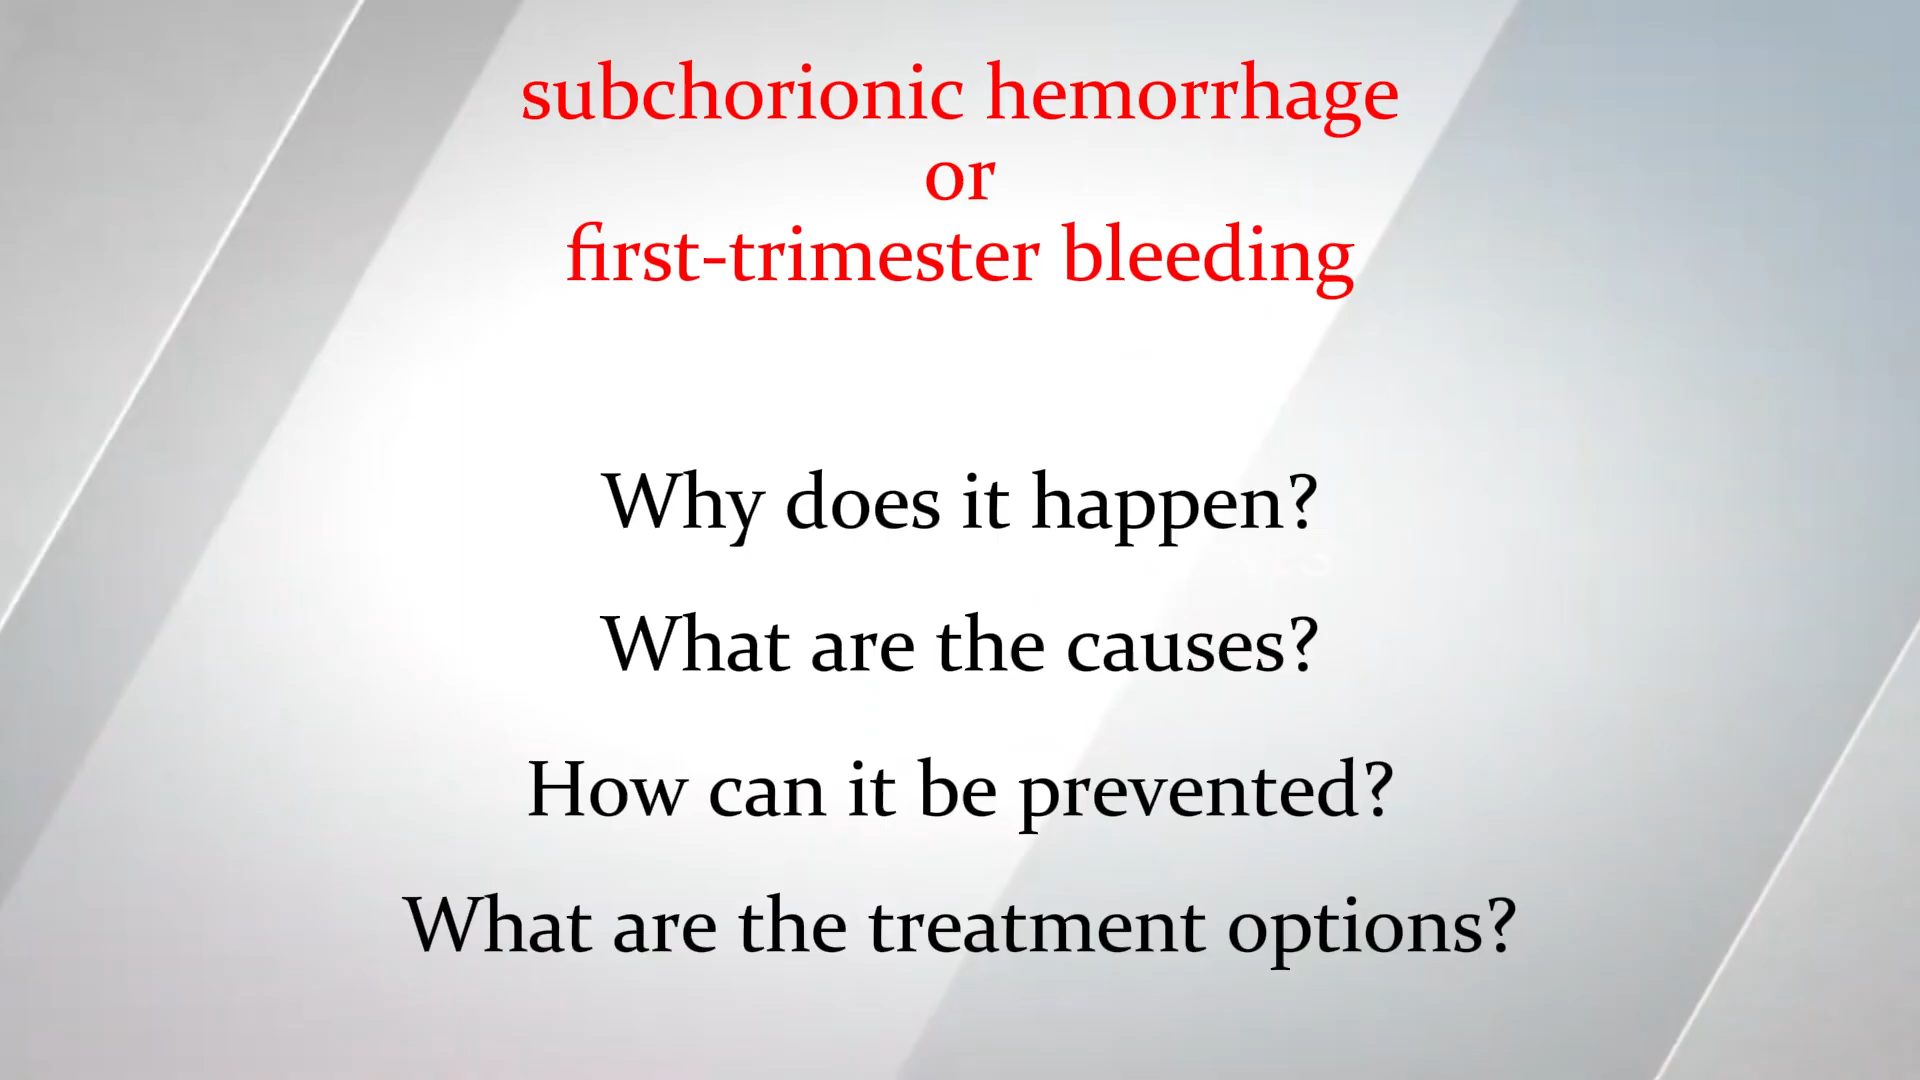 subchorionic hemorrhage
or
first-trimester bleeding
Why does it happen?
What are the causes?
How can it be prevented?
What are the treatment options?